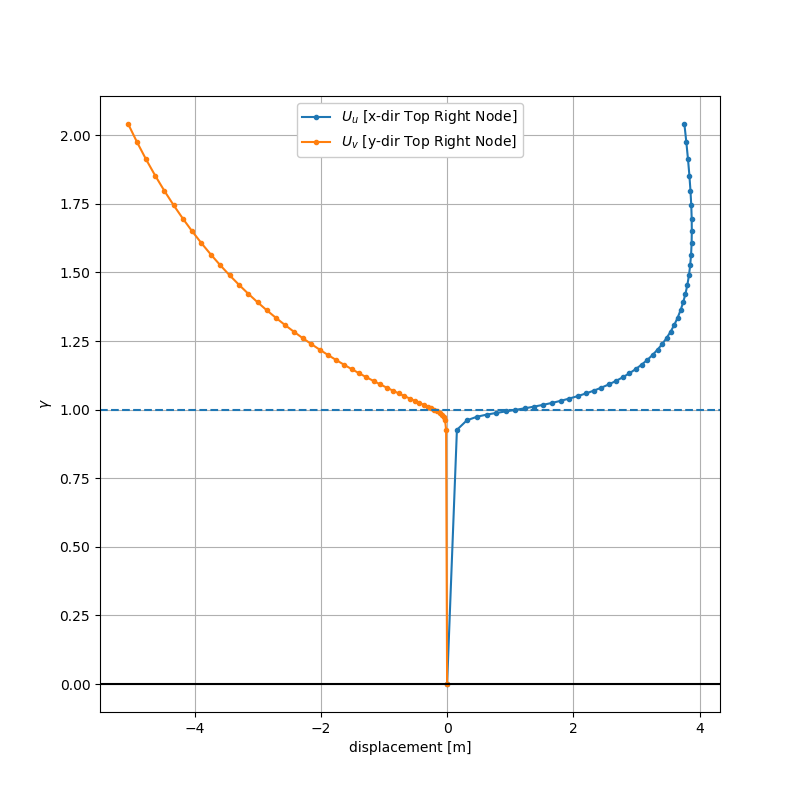 U_u [x-dir Top Right Node]
U_v [y-dir Top Right Node]
2.00
1.75
1.50
1.25
1.00
0.75
0.50
0.25
0.00
γ
−4 −2 0 2 4
displacement [m]